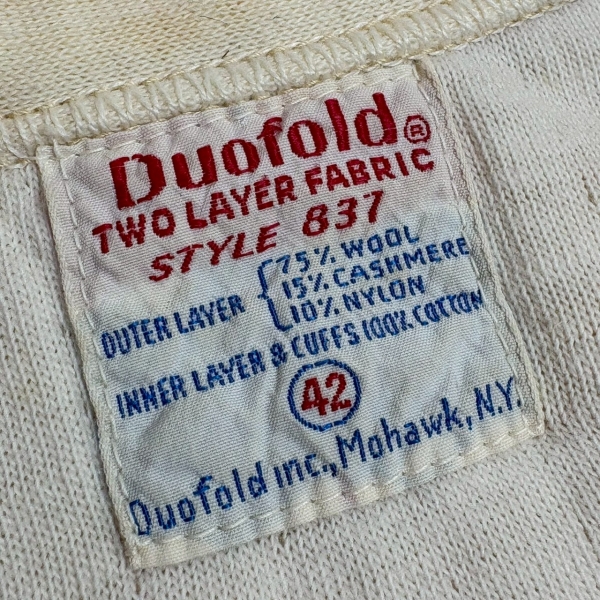 Duofold®
TWO LAYER FABRIC
STYLE 837
OUTER LAYER { 75% WOOL
15% CASHMERE
10% NYLON
INNER LAYER & CUFFS 100% COTTON
42
Duofold Inc., Mohawk, N.Y.